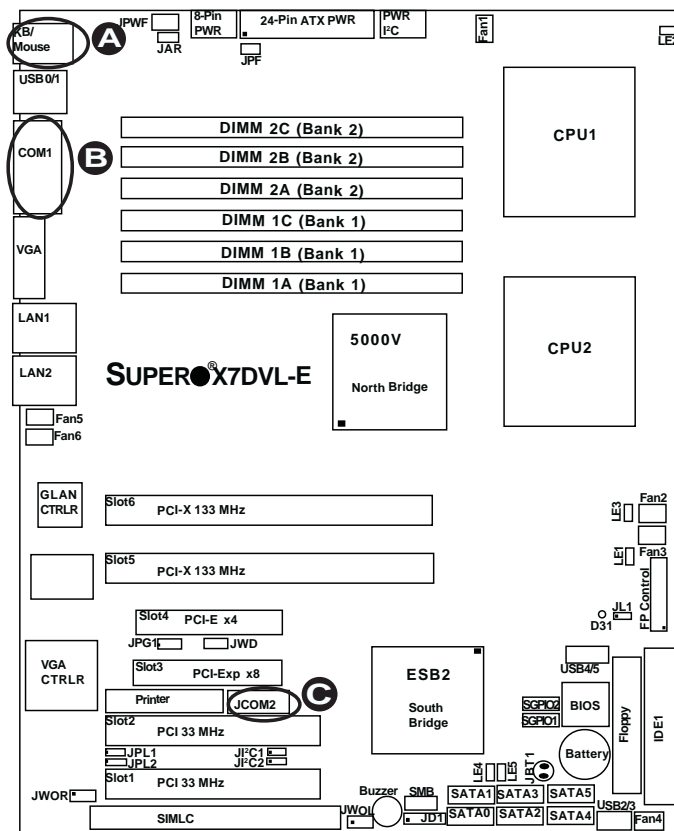 KB/
Mouse
A
JPWF
JAR
8-Pin
PWR
24-Pin ATX PWR
JPF
PWR
I²C
Fan1
LE2
USB0/1
COM1
B
DIMM 2C (Bank 2)
DIMM 2B (Bank 2)
DIMM 2A (Bank 2)
DIMM 1C (Bank 1)
DIMM 1B (Bank 1)
DIMM 1A (Bank 1)
CPU1
VGA
LAN1
LAN2
SUPER®X7DVL-E
5000V
North Bridge
CPU2
Fan5
Fan6
GLAN
CTRLR
Slot6
PCI-X 133 MHz
Slot5
PCI-X 133 MHz
LE3
Fan2
LE1
Fan3
FP Control
JL1
D31
Slot4
PCI-E x4
JPG1
JWD
VGA
CTRLR
Slot3
PCI-Exp x8
Printer
JCOM2
C
ESB2
South
Bridge
USB4/5
SGPIO2
SGPIO1
BIOS
Floppy
IDE1
Slot2
PCI 33 MHz
JPL1
JPL2
JI²C1
JI²C2
Battery
LE4
LE5
JBT1
Slot1
PCI 33 MHz
JWOR
SIMLC
JWOL
Buzzer
SMB
JD1
SATA1
SATA3
SATA5
SATA0
SATA2
SATA4
USB2/3
Fan4